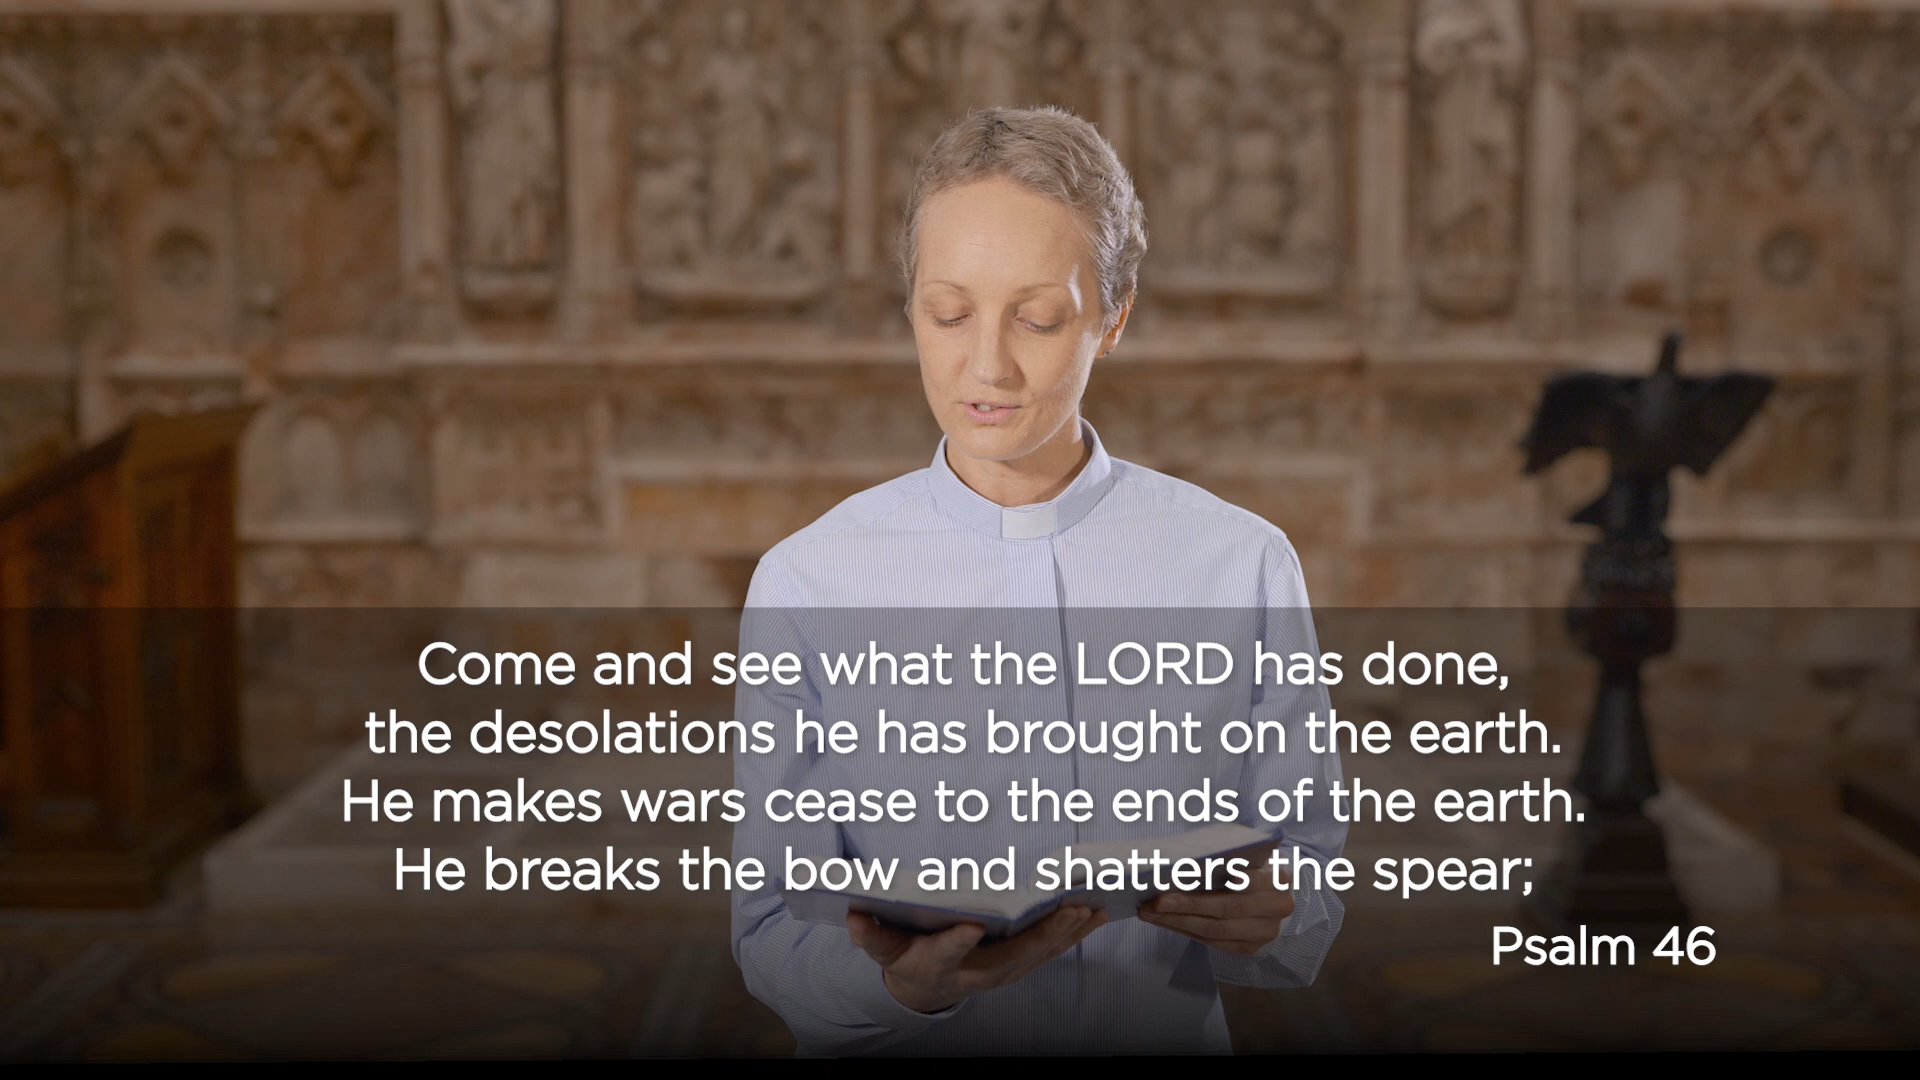 Come and see what the LORD has done,
the desolations he has brought on the earth.
He makes wars cease to the ends of the earth.
He breaks the bow and shatters the spear;
Psalm 46